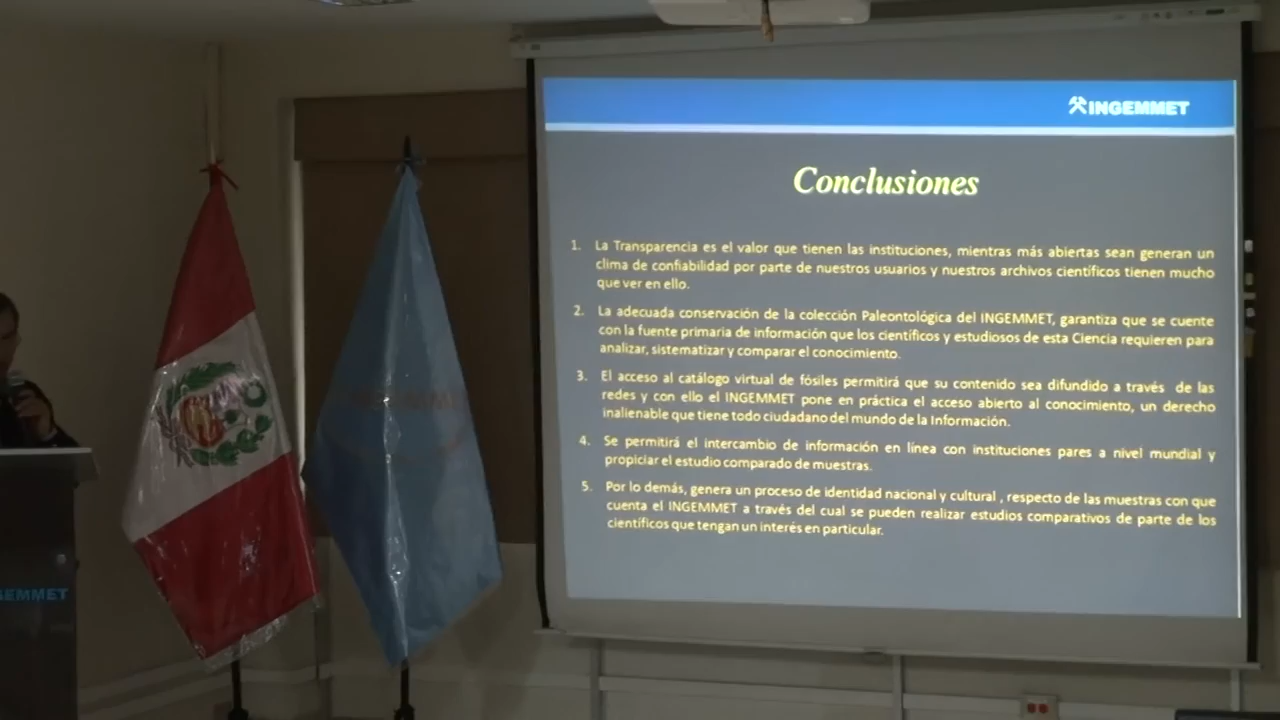 INGEMMET
Conclusiones
1. La Transparencia es el valor que tienen las instituciones, mientras más abiertas sean generan un
clima de confiabilidad por parte de nuestros usuarios y nuestros archivos científicos tienen mucho
que ver en ello.
2. La adecuada conservación de la colección Paleontológica del INGEMMET, garantiza que se cuente
con la fuente primaria de información que los científicos y estudiosos de esta Ciencia requieren para
analizar, sistematizar y comparar el conocimiento.
3. El acceso al catálogo virtual de fósiles permitirá que su contenido sea difundido a través de las
redes y con ello el INGEMMET pone en práctica el acceso abierto al conocimiento, un derecho
inalienable que tiene todo ciudadano del mundo de la Información.
4. Se permitirá el intercambio de información en línea con instituciones pares a nivel mundial y
propiciar el estudio comparado de muestras.
5. Por lo demás, genera un proceso de identidad nacional y cultural , respecto de las muestras con que
cuenta el INGEMMET a través del cual se pueden realizar estudios comparativos de parte de los
científicos que tengan un interés en particular.
GEMMET